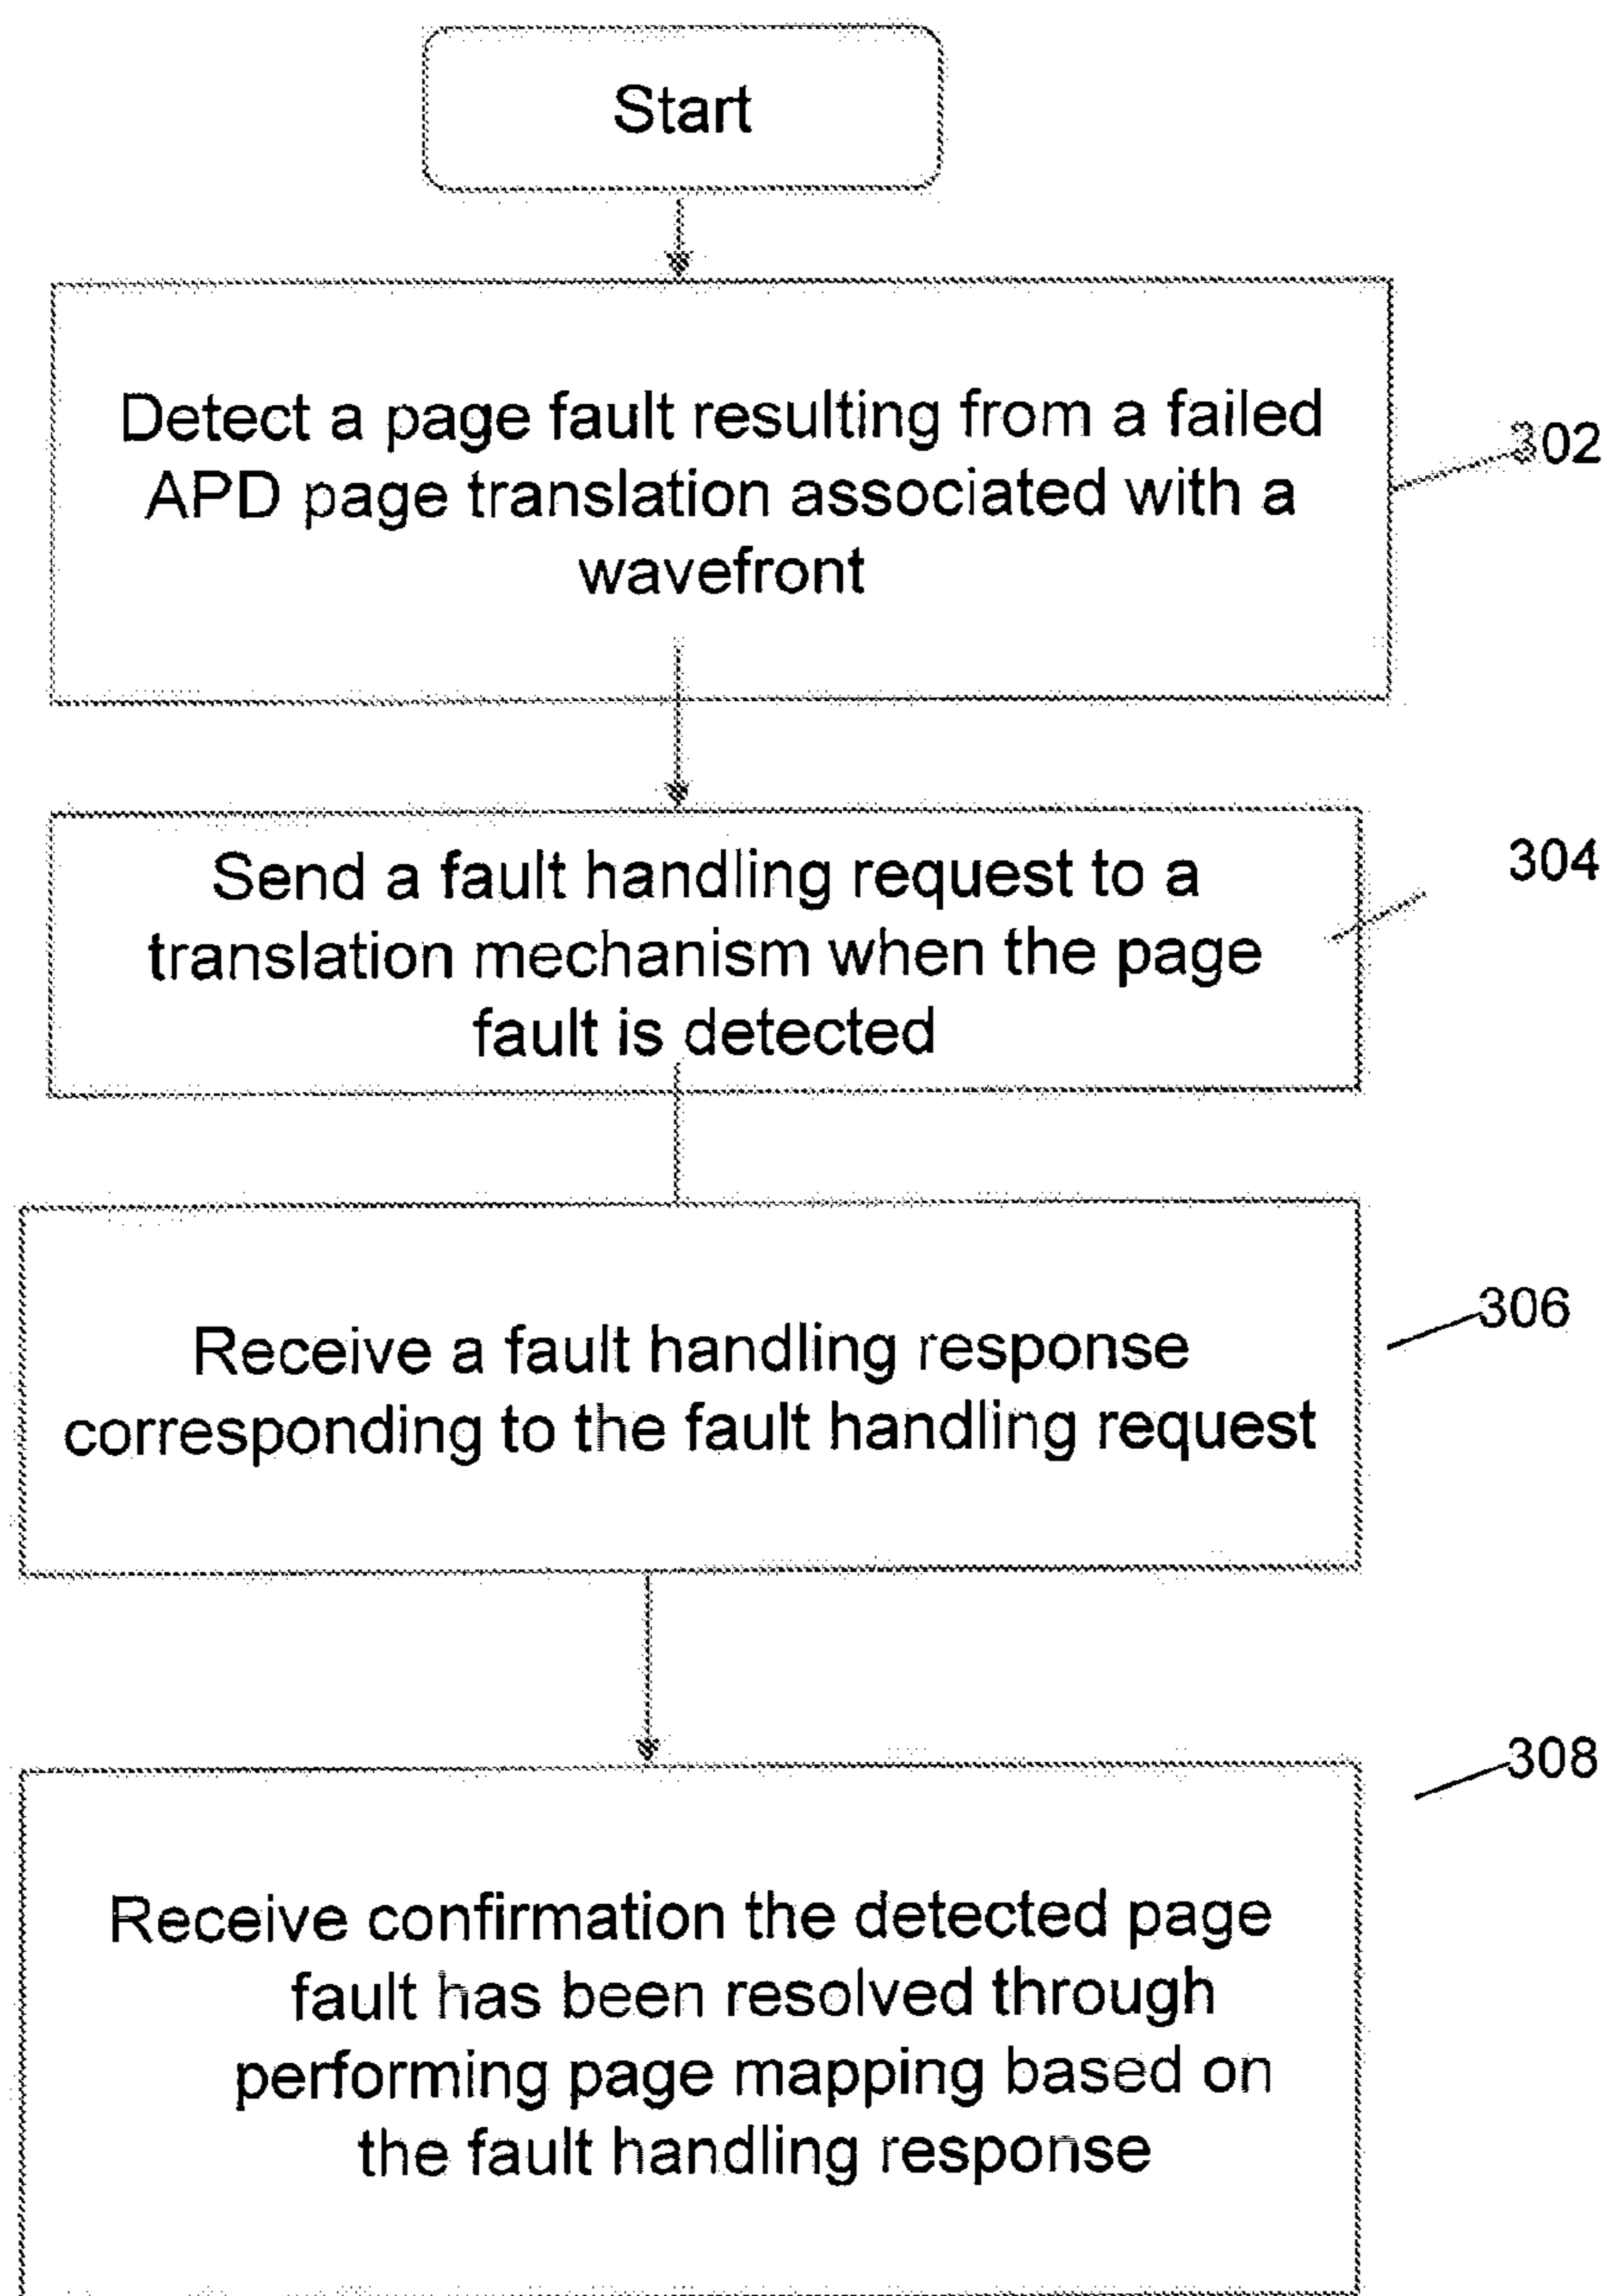 Start
Detect a page fault resulting from a failed
APD page translation associated with a
wavefront
302
Send a fault handling request to a
translation mechanism when the page
fault is detected
304
Receive a fault handling response
corresponding to the fault handling request
306
308
Receive confirmation the detected page
fault has been resolved through
performing page mapping based on
the fault handling response